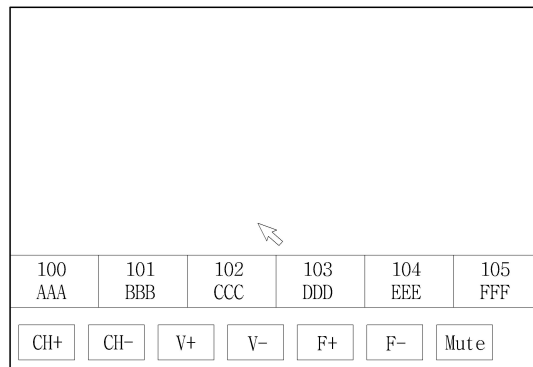 100 101 102 103 104 105
AAA BBB CCC DDD EEE FFF
CH+ CH- V+ V- F+ F- Mute